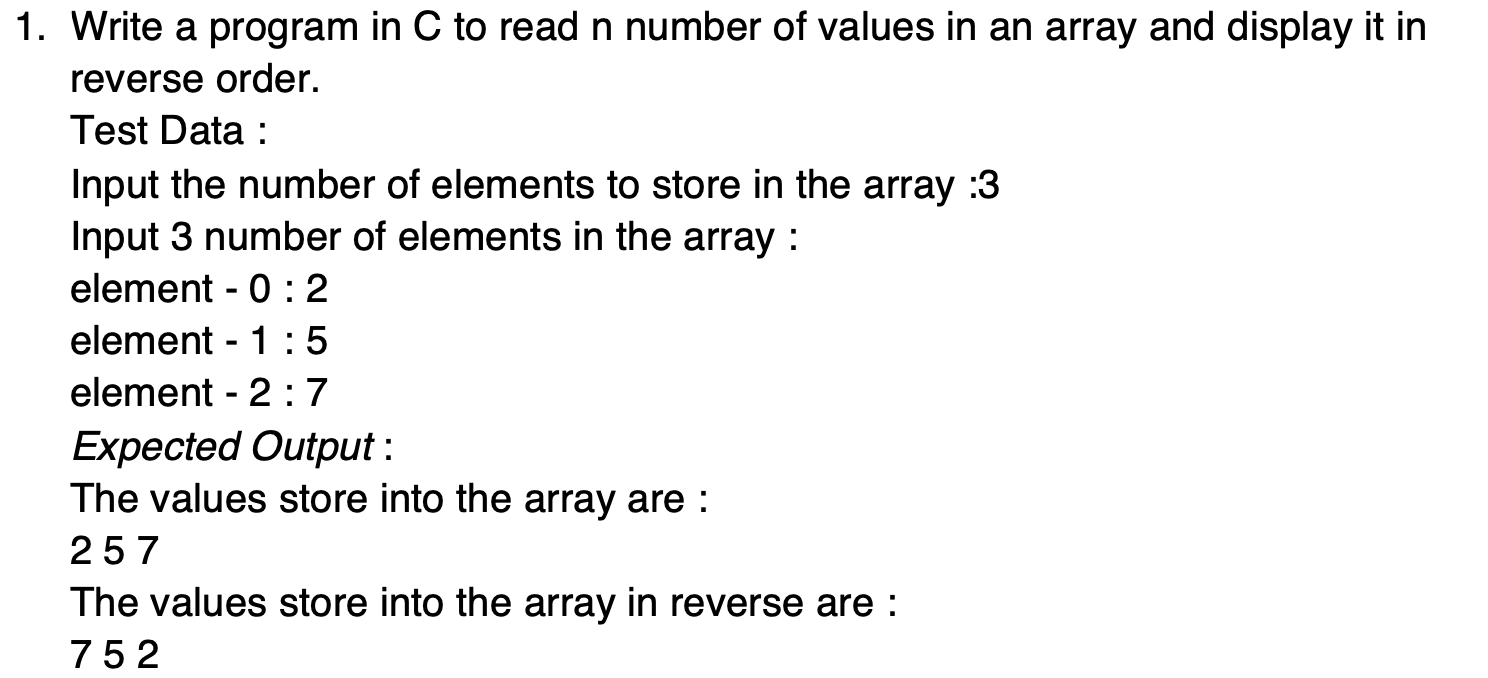 1. Write a program in C to read n number of values in an array and display it in
reverse order.
Test Data :
Input the number of elements to store in the array :3
Input 3 number of elements in the array :
element - 0 : 2
element - 1 : 5
element - 2 : 7
Expected Output :
The values store into the array are :
2 5 7
The values store into the array in reverse are :
7 5 2